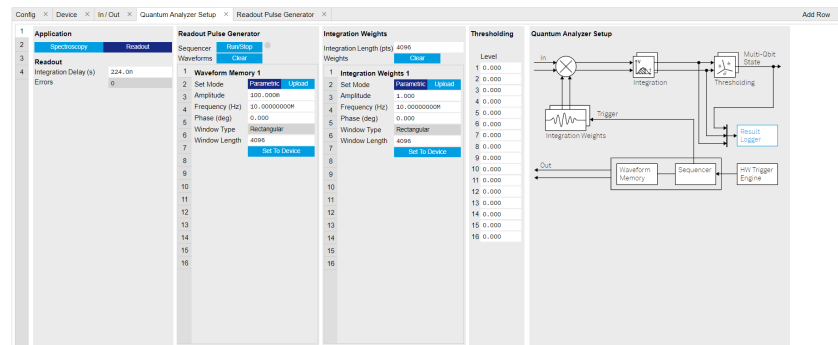 Config × Device × In / Out × Quantum Analyzer Setup × Readout Pulse Generator × Add Row
1
2
3
4
Application
Spectroscopy Readout
Readout
Integration Delay (s) 224.0n
Errors 0
Readout Pulse Generator
Sequencer Run/Stop
Waveforms Clear
1 Waveform Memory 1
2 Set Mode Parametric Upload
3 Amplitude 100.000m
4 Frequency (Hz) 10.00000000M
5 Phase (deg) 0.000
6 Window Type Rectangular
7 Window Length 4096
Set To Device
8
9
10
11
12
13
14
15
16
Integration Weights
Integration Length (pts) 4096
Weights Clear
1 Integration Weights 1
2 Set Mode Parametric Upload
3 Amplitude 1.000
4 Frequency (Hz) 10.00000000M
5 Phase (deg) 0.000
6 Window Type Rectangular
7 Window Length 4096
Set To Device
8
9
10
11
12
13
14
15
16
Thresholding
Level
1 0.000
2 0.000
3 0.000
4 0.000
5 0.000
6 0.000
7 0.000
8 0.000
9 0.000
10 0.000
11 0.000
12 0.000
13 0.000
14 0.000
15 0.000
16 0.000
Quantum Analyzer Setup
In
Integration
Thresholding
Multi-Qbit
State
Trigger
Integration Weights
Result
Logger
Out
Waveform
Memory
Sequencer
HW Trigger
Engine